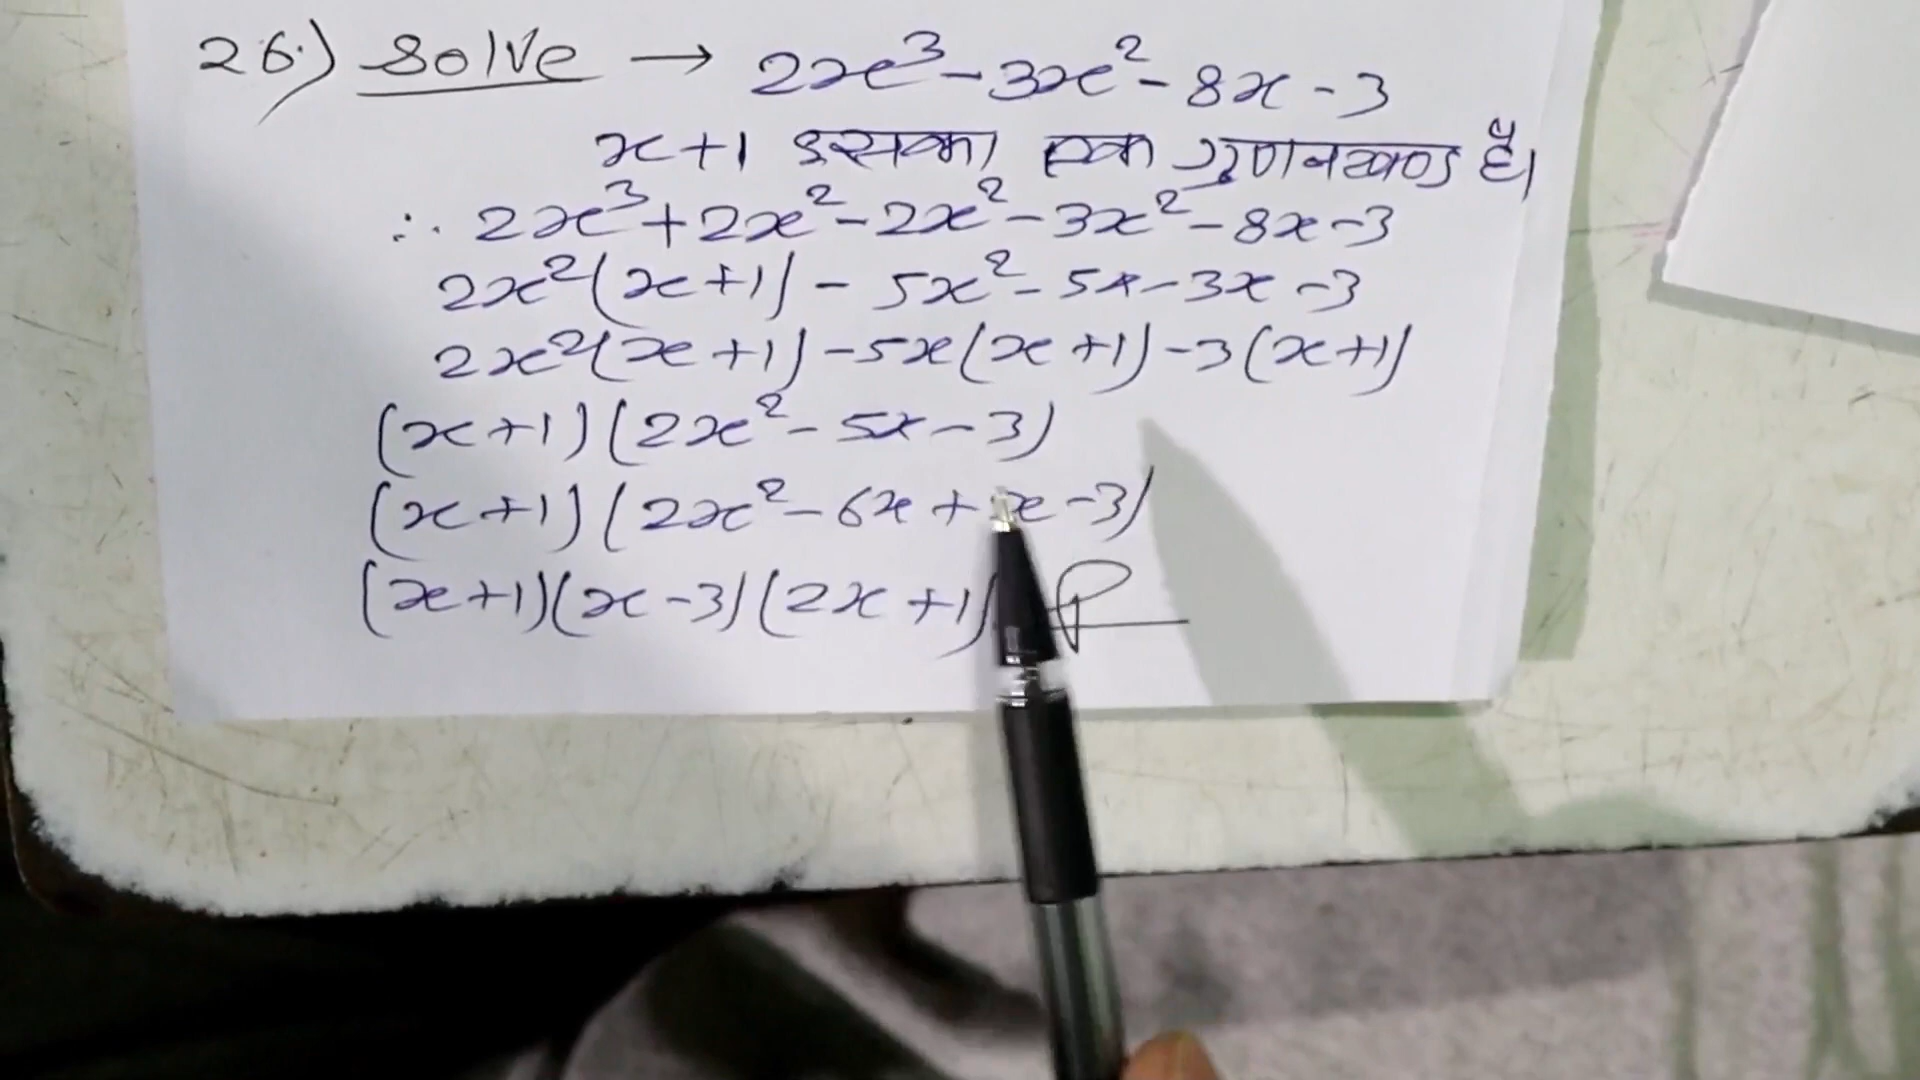 26.) Solve → 2x³ - 3x² - 8x - 3
x+1 इसका एक गुणनखण्ड है।
∴ 2x³ + 2x² - 2x² - 3x² - 8x - 3
2x²(x+1) - 5x² - 5x - 3x - 3
2x²(x+1) - 5x(x+1) - 3(x+1)
(x+1)(2x² - 5x - 3)
(x+1)(2x² - 6x + x - 3)
(x+1)(x-3)(2x+1)